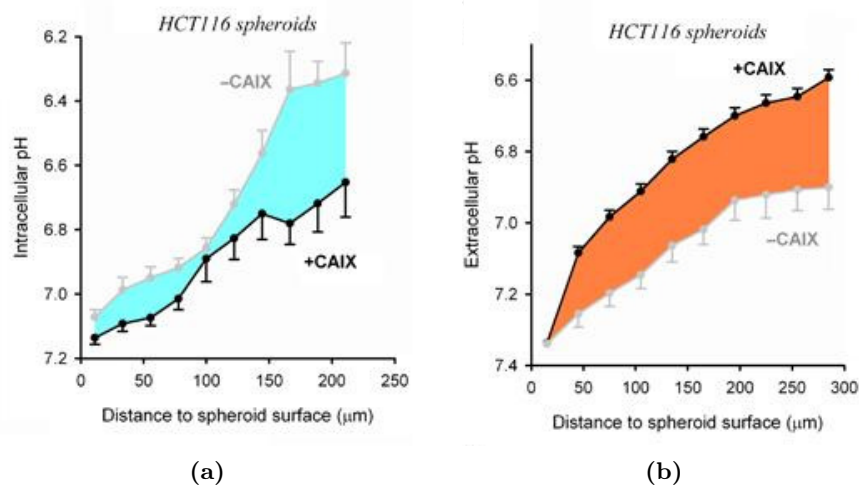 HCT116 spheroids
6.2
6.4
6.6
6.8
7.0
7.2
Intracellular pH
–CAIX
+CAIX
0
50
100
150
200
250
Distance to spheroid surface (μm)
(a)
HCT116 spheroids
6.6
7.0
7.2
7.4
Extracellular pH
+CAIX
–CAIX
0
50
100
150
200
250
300
Distance to spheroid surface (μm)
(b)